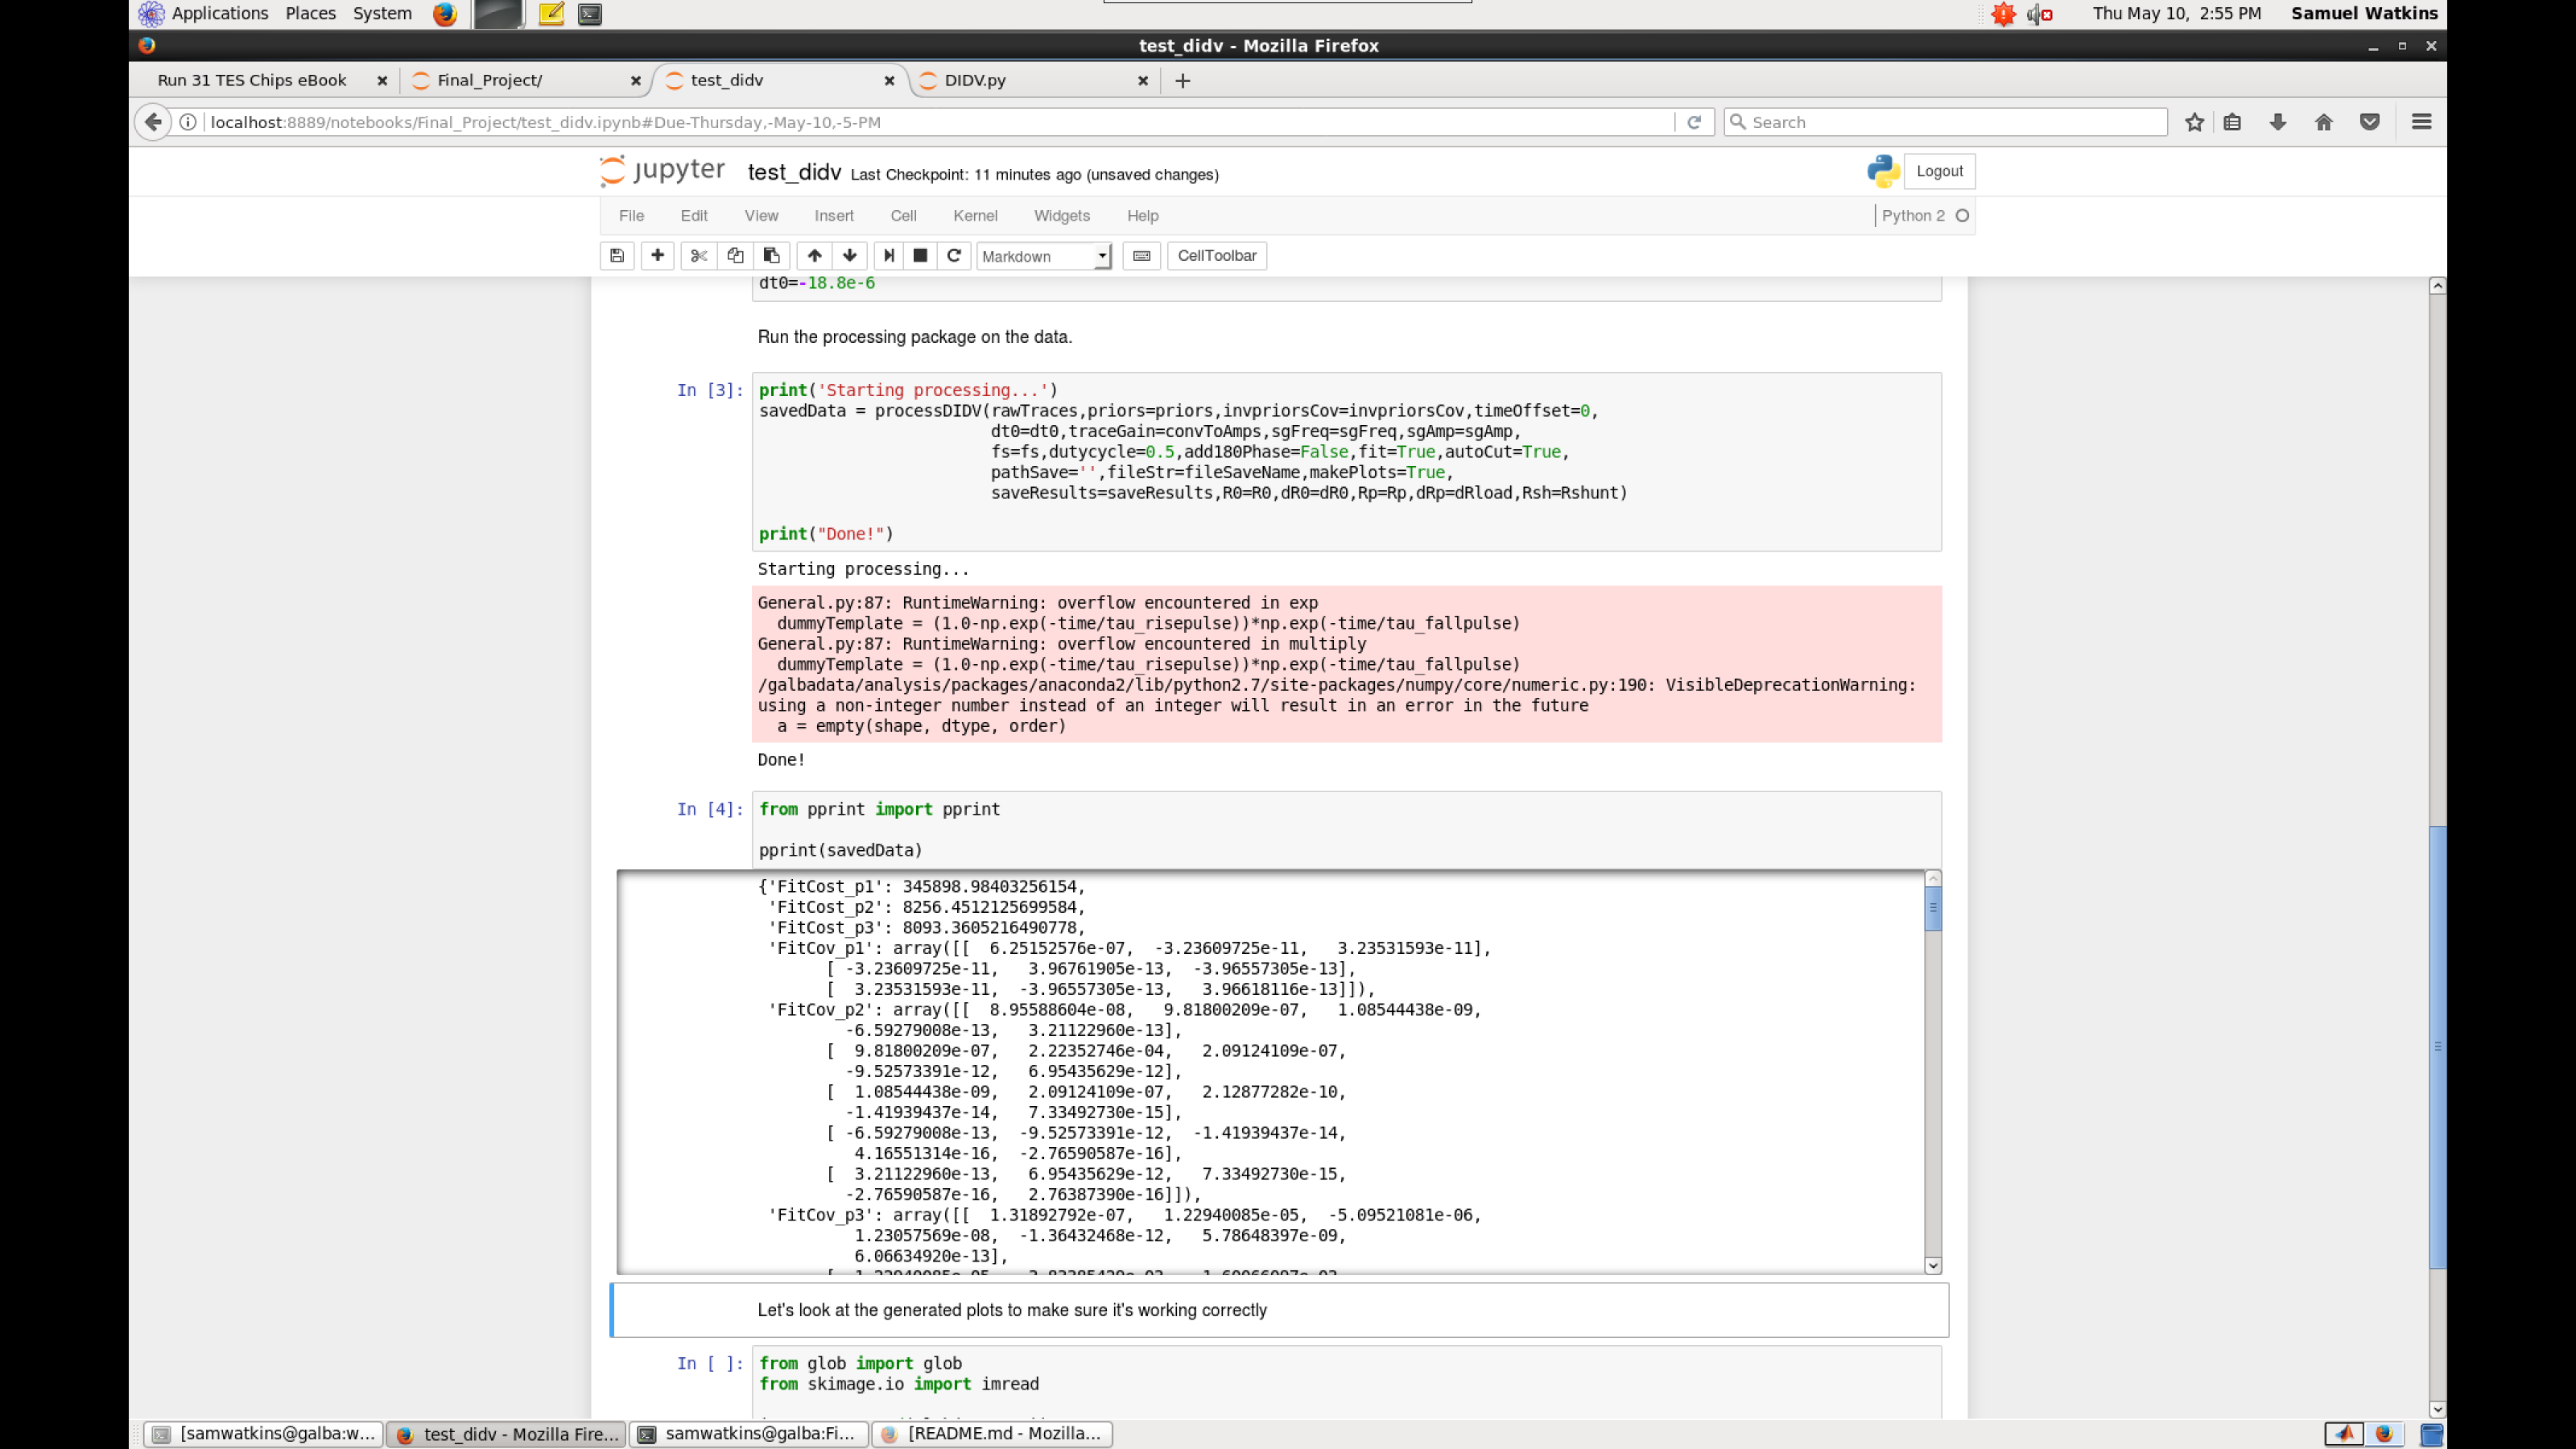 Applications Places System Thu May 10, 2:55 PM Samuel Watkins
test_didv - Mozilla Firefox
Run 31 TES Chips eBook Final_Project/ test_didv DIDV.py
localhost:8889/notebooks/Final_Project/test_didv.ipynb#Due-Thursday,-May-10,-5-PM Search
jupyter test_didv Last Checkpoint: 11 minutes ago (unsaved changes) Logout
File Edit View Insert Cell Kernel Widgets Help Python 2
Markdown CellToolbar
dt0=-18.8e-6
Run the processing package on the data.
In [3]: print('Starting processing...')
savedData = processDIDV(rawTraces,priors=priors,invpriorsCov=invpriorsCov,timeOffset=0,
dt0=dt0,traceGain=convToAmps,sgFreq=sgFreq,sgAmp=sgAmp,
fs=fs,dutycycle=0.5,add180Phase=False,fit=True,autoCut=True,
pathSave='',fileStr=fileSaveName,makePlots=True,
saveResults=saveResults,R0=R0,dR0=dR0,Rp=Rp,dRp=dRload,Rsh=Rshunt)
print("Done!")
Starting processing...
General.py:87: RuntimeWarning: overflow encountered in exp
dummyTemplate = (1.0-np.exp(-time/tau_risepulse))*np.exp(-time/tau_fallpulse)
General.py:87: RuntimeWarning: overflow encountered in multiply
dummyTemplate = (1.0-np.exp(-time/tau_risepulse))*np.exp(-time/tau_fallpulse)
/galbadata/analysis/packages/anaconda2/lib/python2.7/site-packages/numpy/core/numeric.py:190: VisibleDeprecationWarning:
using a non-integer number instead of an integer will result in an error in the future
a = empty(shape, dtype, order)
Done!
In [4]: from pprint import pprint
pprint(savedData)
{'FitCost_p1': 345898.98403256154,
'FitCost_p2': 8256.4512125699584,
'FitCost_p3': 8093.3605216490778,
'FitCov_p1': array([[ 6.25152576e-07, -3.23609725e-11, 3.23531593e-11],
[ -3.23609725e-11, 3.96761905e-13, -3.96557305e-13],
[ 3.23531593e-11, -3.96557305e-13, 3.96618116e-13]]),
'FitCov_p2': array([[ 8.95588604e-08, 9.81800209e-07, 1.08544438e-09,
-6.59279008e-13, 3.21122960e-13],
[ 9.81800209e-07, 2.22352746e-04, 2.09124109e-07,
-9.52573391e-12, 6.95435629e-12],
[ 1.08544438e-09, 2.09124109e-07, 2.12877282e-10,
-1.41939437e-14, 7.33492730e-15],
[ -6.59279008e-13, -9.52573391e-12, -1.41939437e-14,
4.16551314e-16, -2.76590587e-16],
[ 3.21122960e-13, 6.95435629e-12, 7.33492730e-15,
-2.76590587e-16, 2.76387390e-16]]),
'FitCov_p3': array([[ 1.31892792e-07, 1.22940085e-05, -5.09521081e-06,
1.23057569e-08, -1.36432468e-12, 5.78648397e-09,
6.06634920e-13],
Let's look at the generated plots to make sure it's working correctly
In [ ]: from glob import glob
from skimage.io import imread
[samwatkins@galba:w... test_didv - Mozilla Fire... samwatkins@galba:Fi... [README.md - Mozilla...